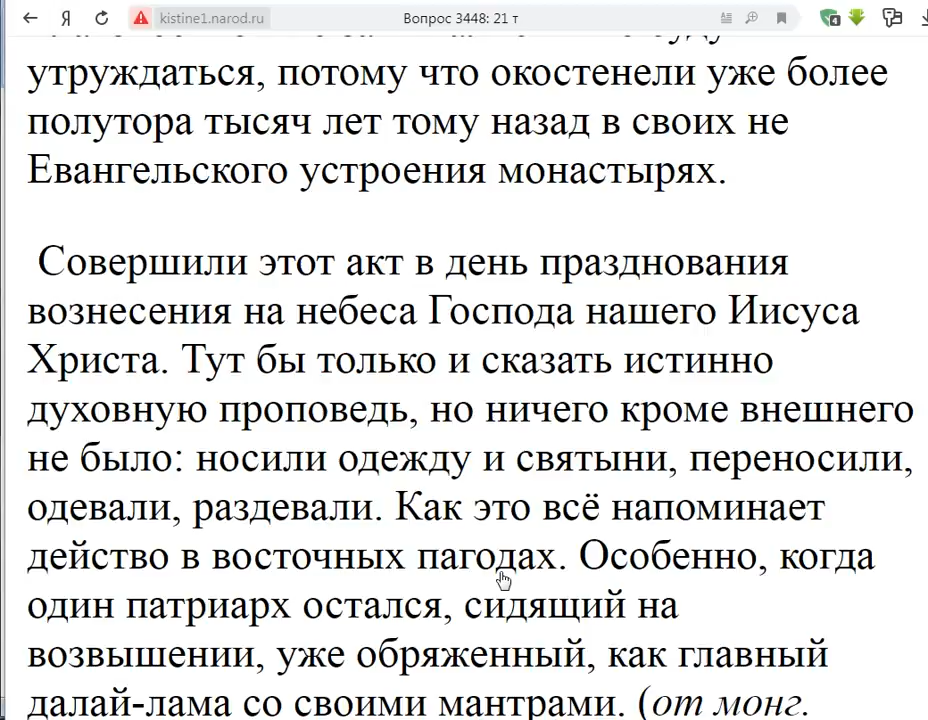 Я kistine1.narod.ru Вопрос 3448: 21 т 4
утруждаться, потому что окостенели уже более
полутора тысяч лет тому назад в своих не
Евангельского устроения монастырях.
Совершили этот акт в день празднования
вознесения на небеса Господа нашего Иисуса
Христа. Тут бы только и сказать истинно
духовную проповедь, но ничего кроме внешнего
не было: носили одежду и святыни, переносили,
одевали, раздевали. Как это всё напоминает
действо в восточных пагодах. Особенно, когда
один патриарх остался, сидящий на
возвышении, уже обряженный, как главный
далай-лама со своими мантрами. (от монг.